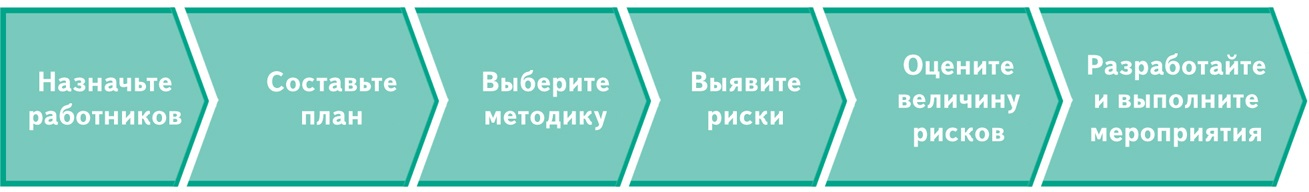 Назначьте
работников
Составьте
план
Выберите
методику
Выявите
риски
Оцените
величину
рисков
Разработайте
и выполните
мероприятия